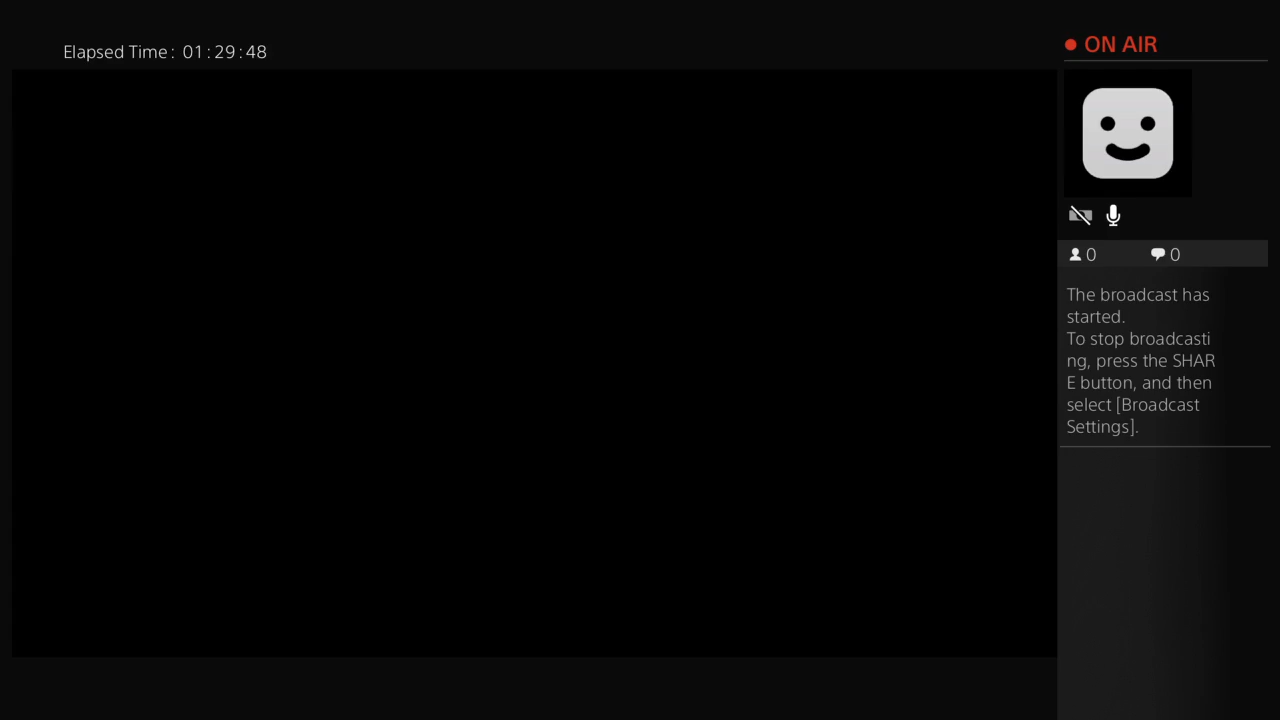 Elapsed Time: 01:29:48
ON AIR
0 0
The broadcast has
started.
To stop broadcasti
ng, press the SHAR
E button, and then
select [Broadcast
Settings].